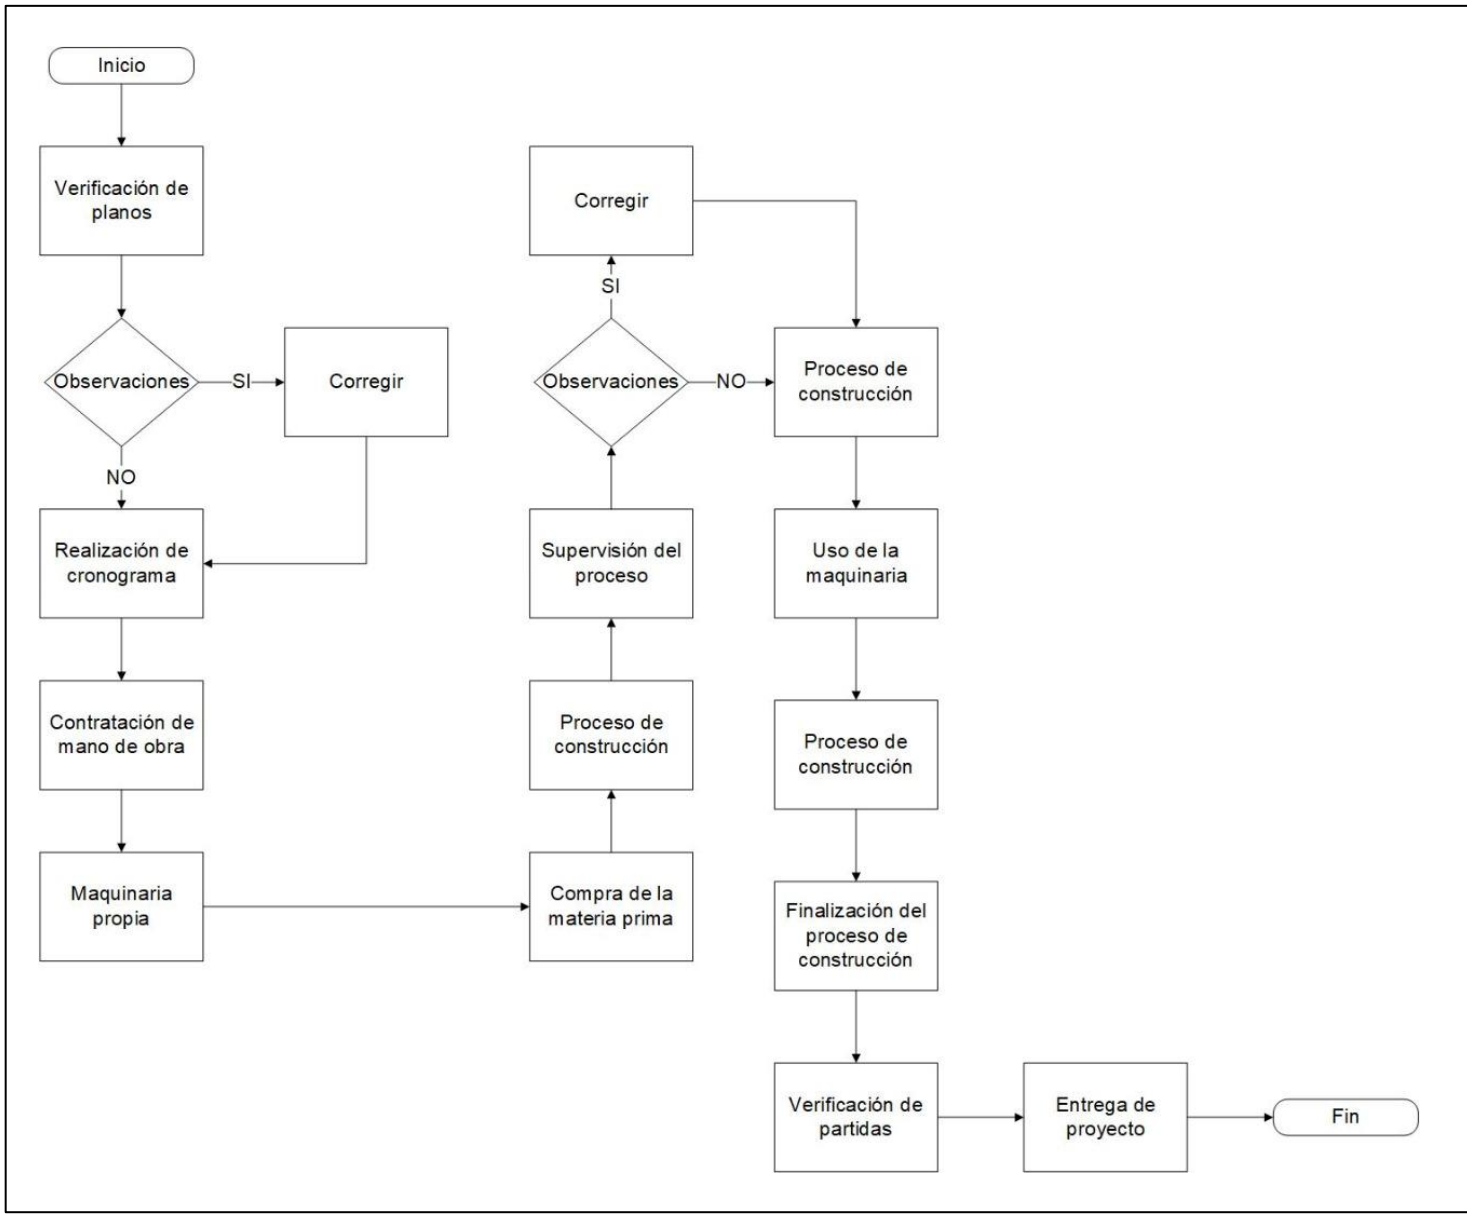 Inicio
Verificación de
planos
Observaciones
SI
Corregir
NO
Realización de
cronograma
Contratación de
mano de obra
Maquinaria
propia
Compra de la
materia prima
Proceso de
construcción
Supervisión del
proceso
Observaciones
SI
Corregir
NO
Proceso de
construcción
Uso de la
maquinaria
Proceso de
construcción
Finalización del
proceso de
construcción
Verificación de
partidas
Entrega de
proyecto
Fin